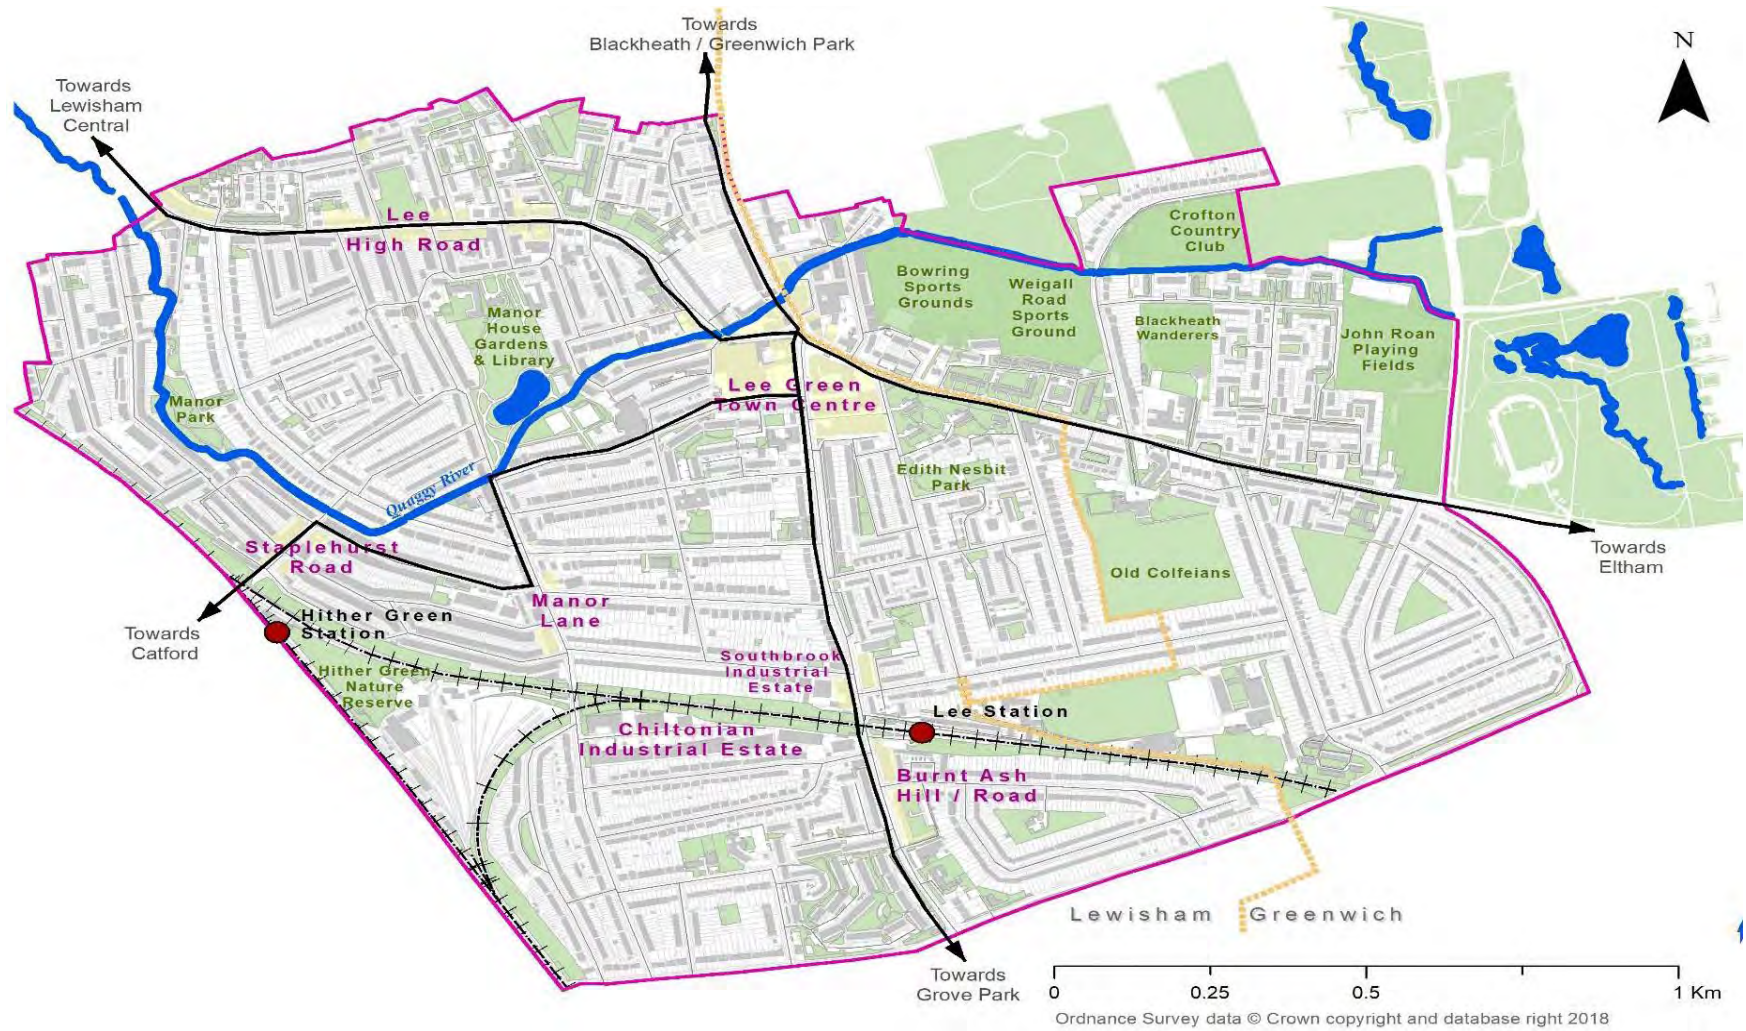 Towards
Blackheath / Greenwich Park
N
Towards
Lewisham
Central
Lee
High Road
Crofton
Country
Club
Bowring
Sports
Grounds
Weigall
Road
Sports
Ground
Manor
House
Gardens
& Library
Blackheath
Wanderers
John Roan
Playing
Fields
Manor
Park
Lee Green
Town Centre
Quaggy River
Edith Nesbit
Park
Staplehurst
Road
Towards
Eltham
Old Colfeians
Manor
Lane
Hither Green
Station
Towards
Catford
Hither Green
Nature
Reserve
Southbrook
Industrial
Estate
Lee Station
Chiltonian
Industrial Estate
Burnt Ash
Hill / Road
Lewisham
Greenwich
Towards
Grove Park
0 0.25 0.5 1 Km
Ordnance Survey data © Crown copyright and database right 2018